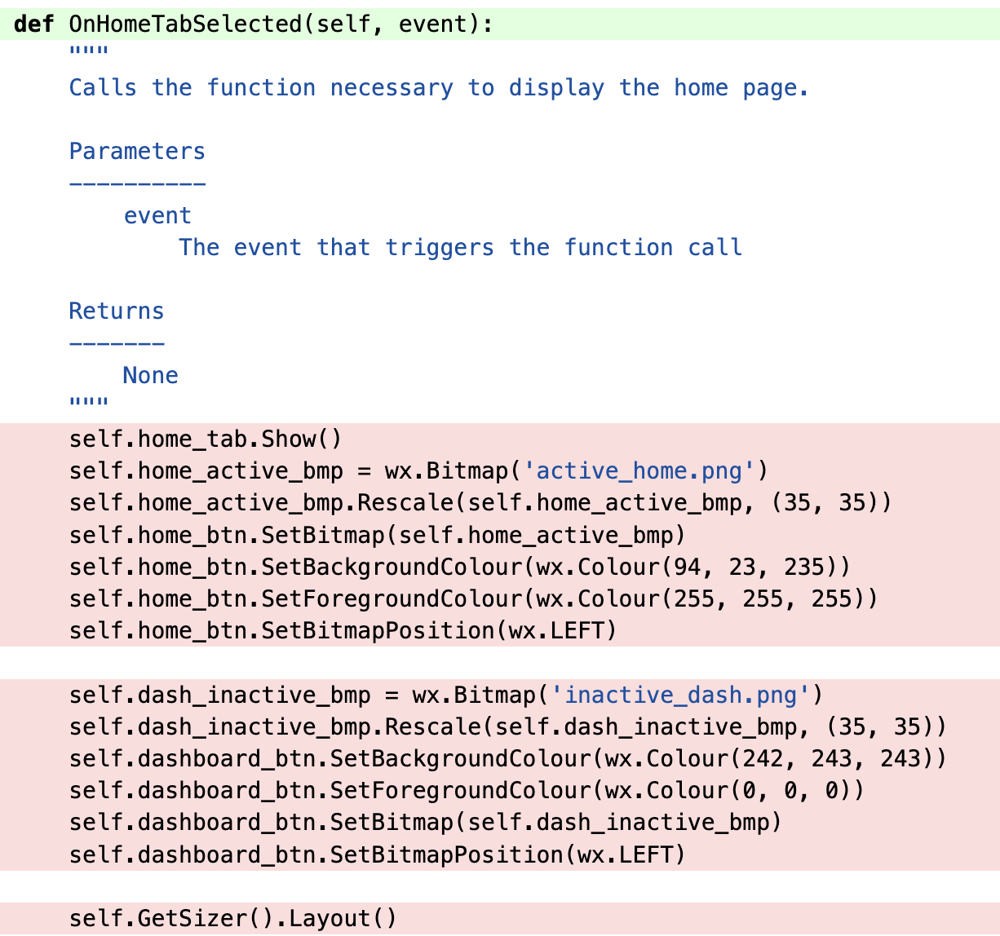 def OnHomeTabSelected(self, event):
"""
Calls the function necessary to display the home page.
Parameters
----------
event
The event that triggers the function call
Returns
-------
None
"""
self.home_tab.Show()
self.home_active_bmp = wx.Bitmap('active_home.png')
self.home_active_bmp.Rescale(self.home_active_bmp, (35, 35))
self.home_btn.SetBitmap(self.home_active_bmp)
self.home_btn.SetBackgroundColour(wx.Colour(94, 23, 235))
self.home_btn.SetForegroundColour(wx.Colour(255, 255, 255))
self.home_btn.SetBitmapPosition(wx.LEFT)
self.dash_inactive_bmp = wx.Bitmap('inactive_dash.png')
self.dash_inactive_bmp.Rescale(self.dash_inactive_bmp, (35, 35))
self.dashboard_btn.SetBackgroundColour(wx.Colour(242, 243, 243))
self.dashboard_btn.SetForegroundColour(wx.Colour(0, 0, 0))
self.dashboard_btn.SetBitmap(self.dash_inactive_bmp)
self.dashboard_btn.SetBitmapPosition(wx.LEFT)
self.GetSizer().Layout()